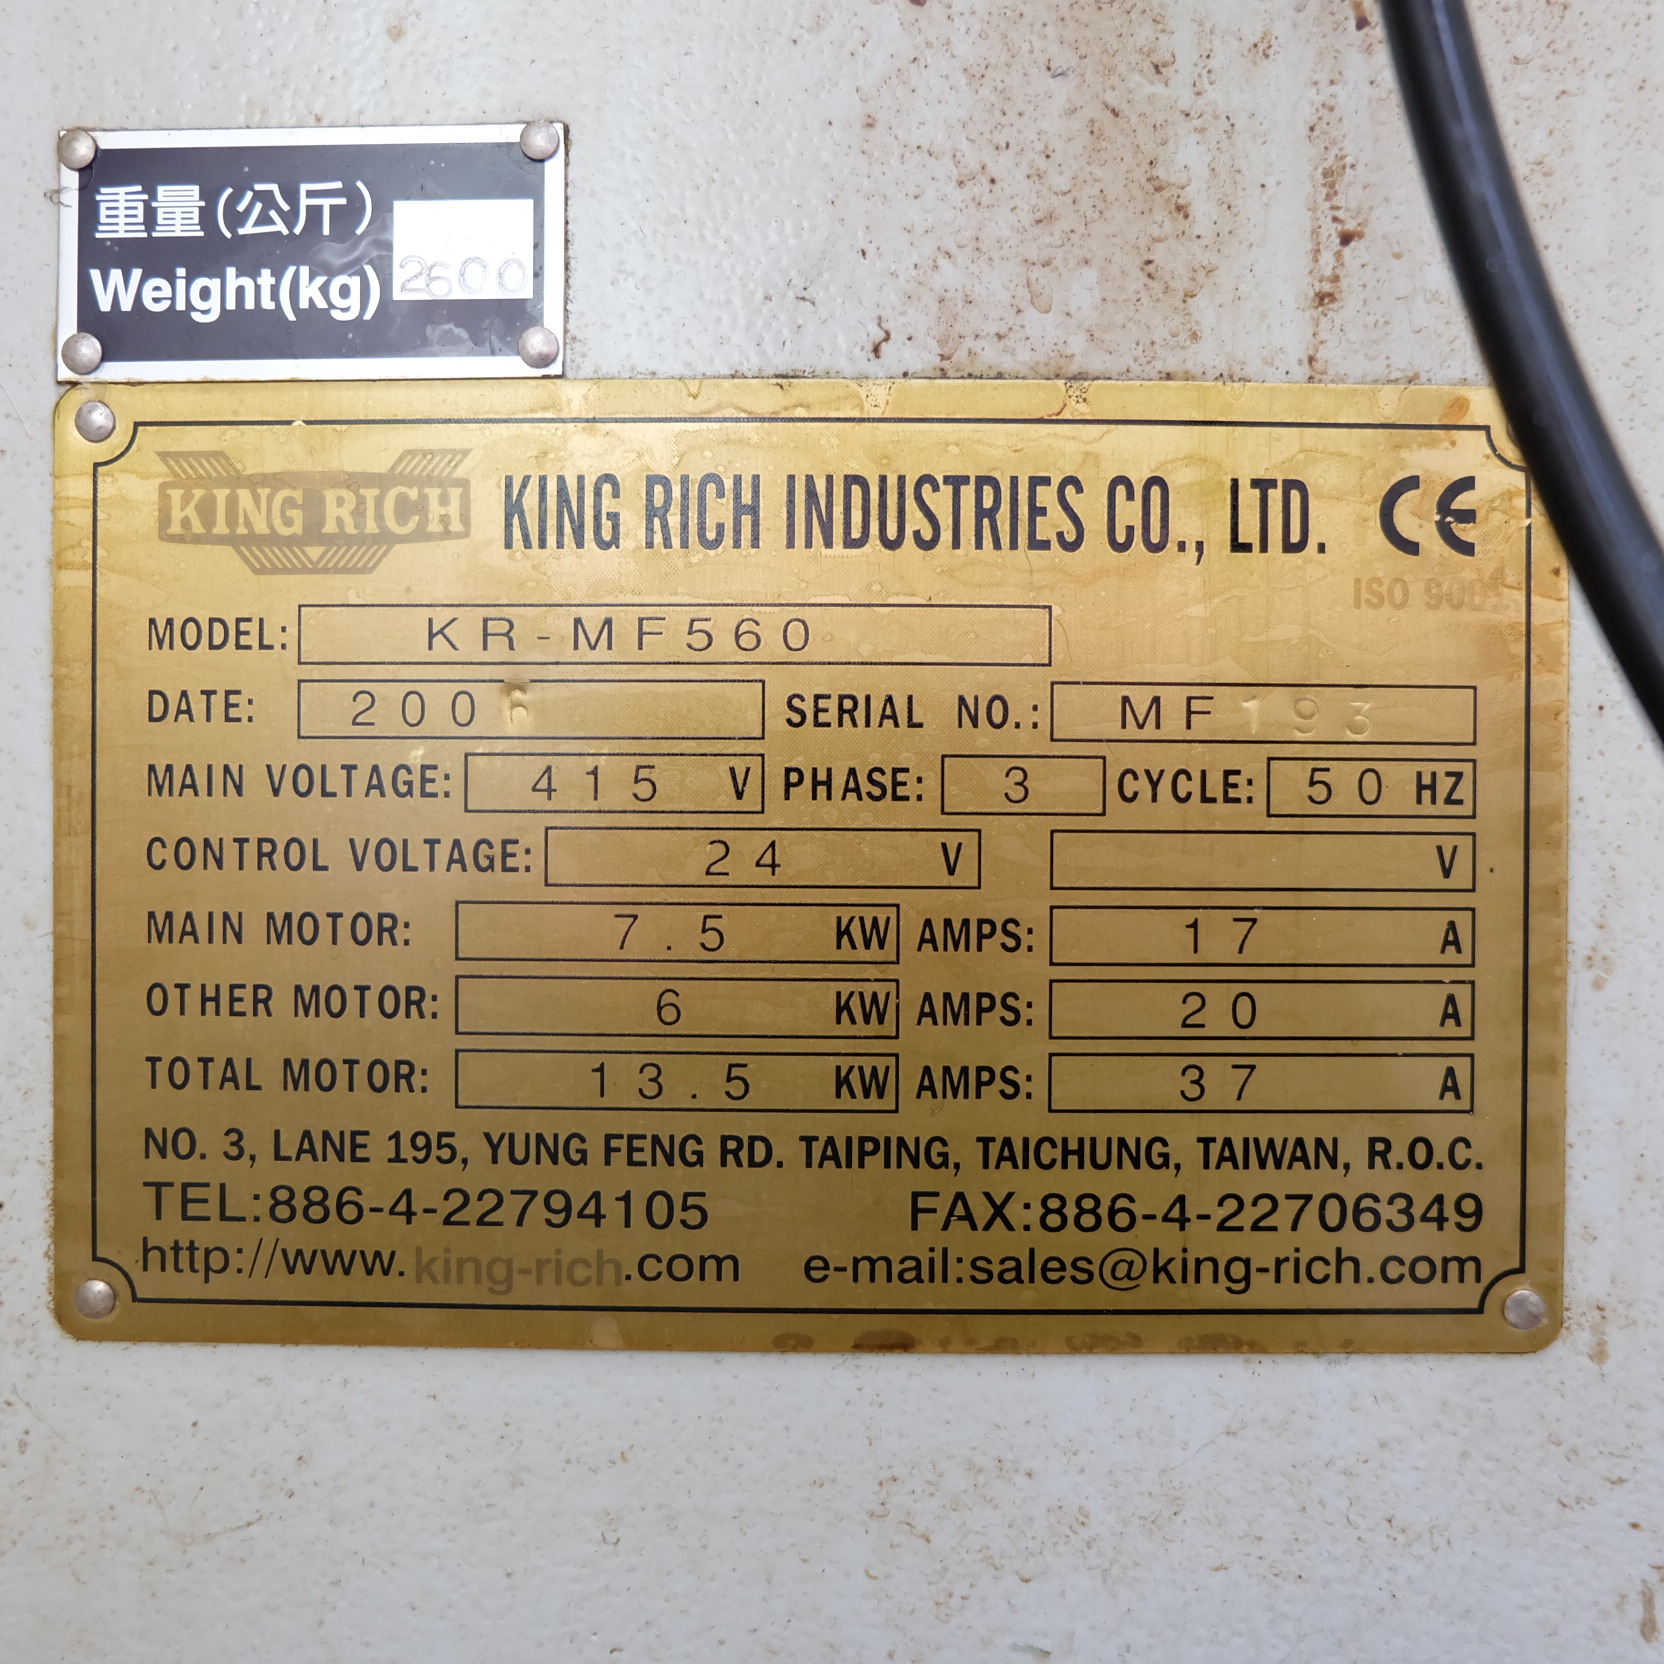 重量(公斤)
Weight(kg) 2600
KING RICH KING RICH INDUSTRIES CO., LTD. CE
ISO 9001
MODEL: KR-MF560
DATE: 2006 SERIAL NO.: MF193
MAIN VOLTAGE: 415 V PHASE: 3 CYCLE: 50 HZ
CONTROL VOLTAGE: 24 V V
MAIN MOTOR: 7.5 KW AMPS: 17 A
OTHER MOTOR: 6 KW AMPS: 20 A
TOTAL MOTOR: 13.5 KW AMPS: 37 A
NO. 3, LANE 195, YUNG FENG RD. TAIPING, TAICHUNG, TAIWAN, R.O.C.
TEL:886-4-22794105 FAX:886-4-22706349
http://www.king-rich.com e-mail:sales@king-rich.com